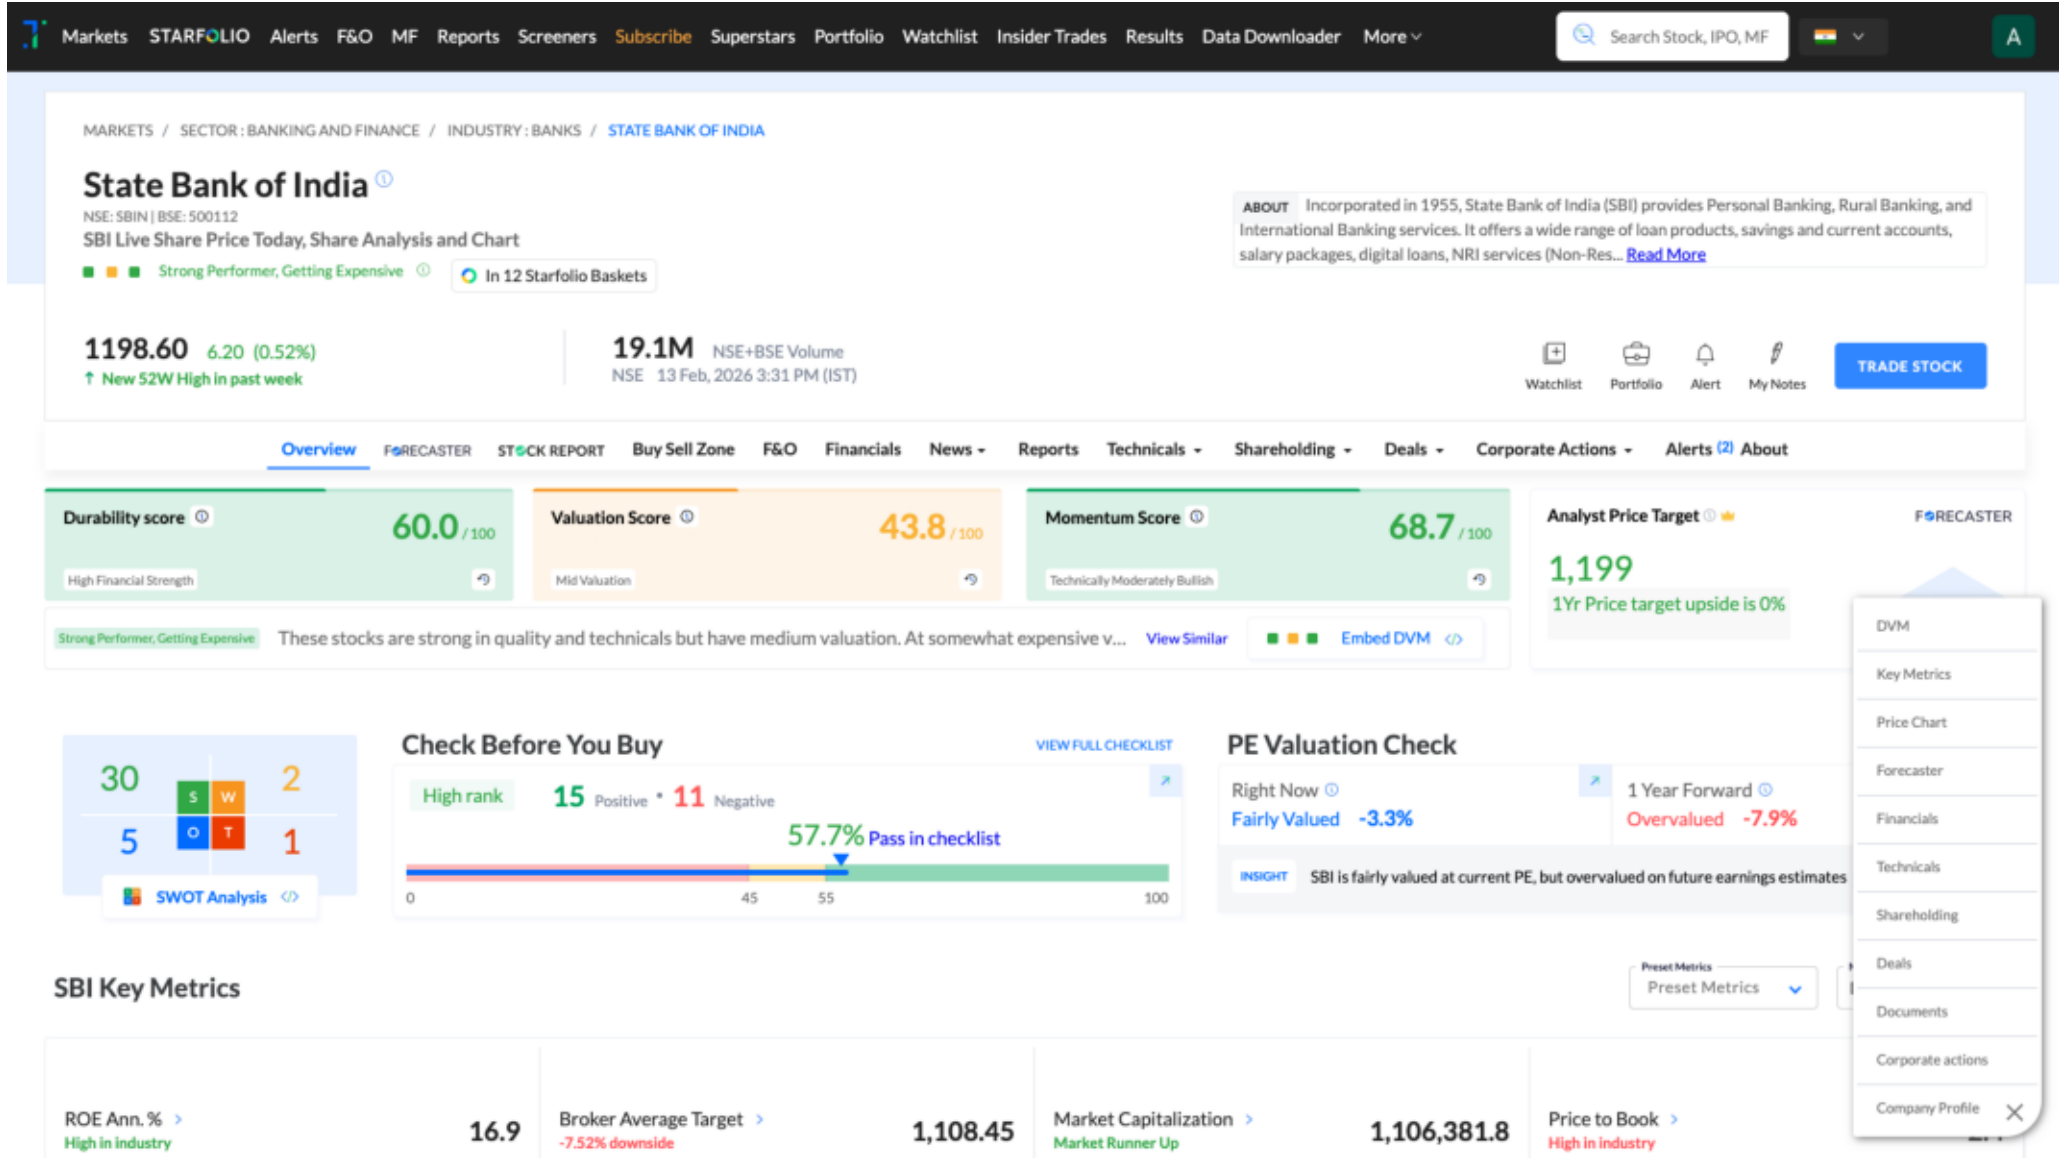 Markets STARFOLIO Alerts F&O MF Reports Screeners Subscribe Superstars Portfolio Watchlist Insider Trades Results Data Downloader More Search Stock, IPO, MF A
MARKETS / SECTOR : BANKING AND FINANCE / INDUSTRY : BANKS / STATE BANK OF INDIA
State Bank of India
NSE: SBIN | BSE: 500112
SBI Live Share Price Today, Share Analysis and Chart
Strong Performer, Getting Expensive In 12 Starfolio Baskets
ABOUT Incorporated in 1955, State Bank of India (SBI) provides Personal Banking, Rural Banking, and
International Banking services. It offers a wide range of loan products, savings and current accounts,
salary packages, digital loans, NRI services (Non-Res... Read More
1198.60 6.20 (0.52%)
↑ New 52W High in past week
19.1M NSE+BSE Volume
NSE 13 Feb, 2026 3:31 PM (IST)
Watchlist Portfolio Alert My Notes TRADE STOCK
Overview FORECASTER STOCK REPORT Buy Sell Zone F&O Financials News Reports Technicals Shareholding Deals Corporate Actions Alerts (2) About
Durability score 60.0 / 100
High Financial Strength
Valuation Score 43.8 / 100
Mid Valuation
Momentum Score 68.7 / 100
Technically Moderately Bullish
Analyst Price Target FORECASTER
1,199
1Yr Price target upside is 0%
Strong Performer, Getting Expensive These stocks are strong in quality and technicals but have medium valuation. At somewhat expensive v... View Similar Embed DVM </>
30 2
S W
O T
5 1
SWOT Analysis </>
Check Before You Buy VIEW FULL CHECKLIST
High rank 15 Positive • 11 Negative
57.7% Pass in checklist
0 45 55 100
PE Valuation Check
Right Now 1 Year Forward
Fairly Valued -3.3% Overvalued -7.9%
INSIGHT SBI is fairly valued at current PE, but overvalued on future earnings estimates
SBI Key Metrics
Preset Metrics
Preset Metrics
ROE Ann. % 16.9
High in industry
Broker Average Target 1,108.45
-7.52% downside
Market Capitalization 1,106,381.8
Market Runner Up
Price to Book
High in industry
DVM
Key Metrics
Price Chart
Forecaster
Financials
Technicals
Shareholding
Deals
Documents
Corporate actions
Company Profile